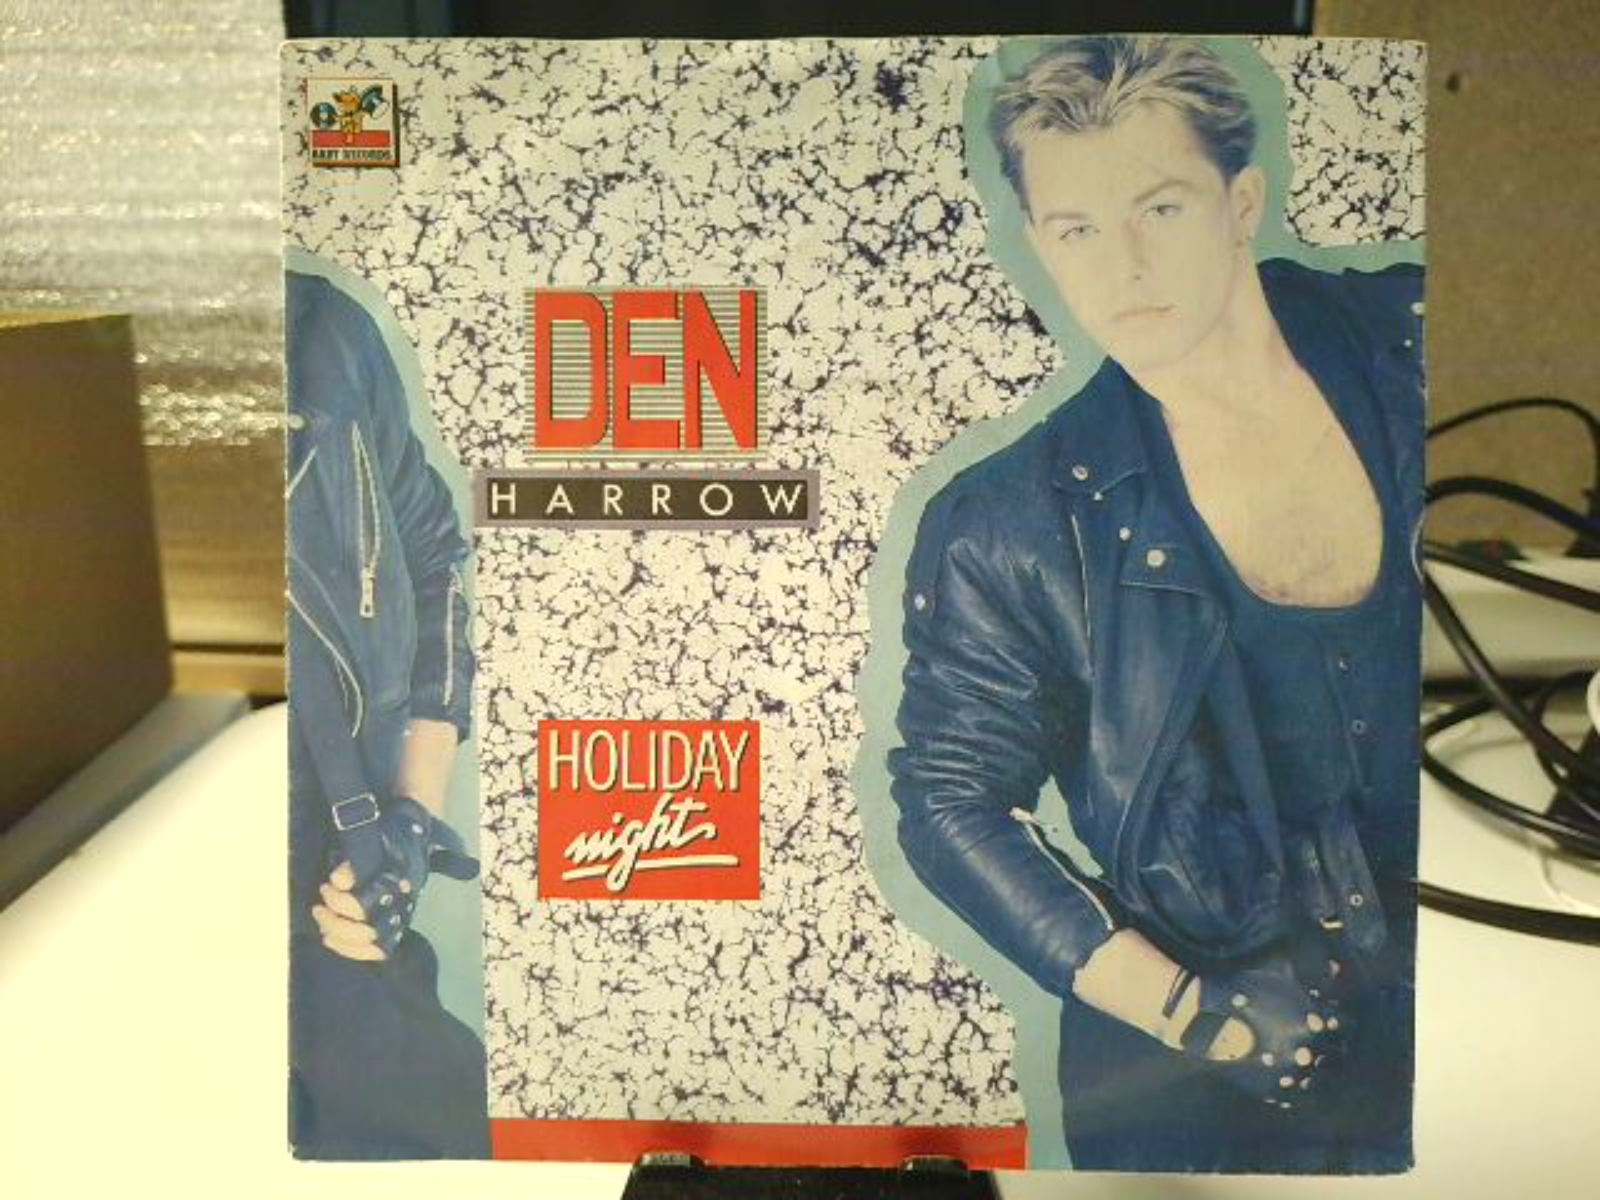 BABY RECORDS
DEN
HARROW
HOLIDAY
night